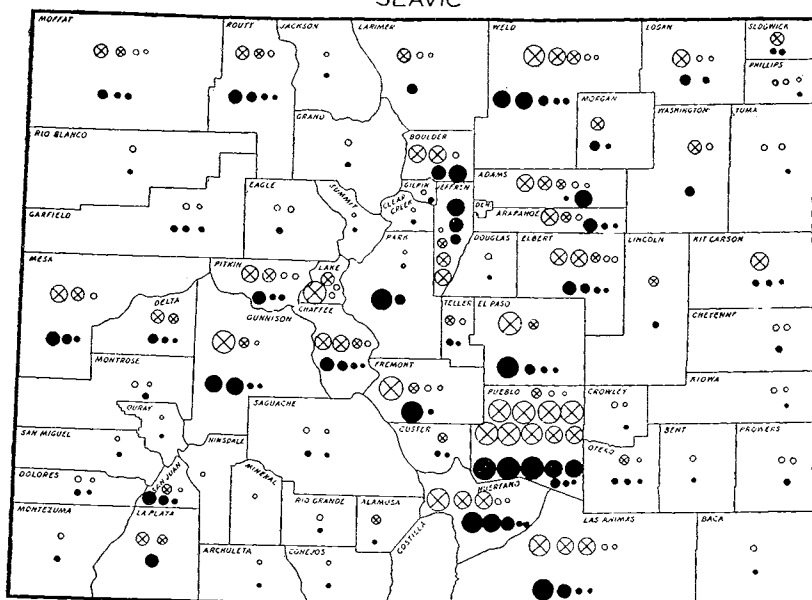 SLAVIC
MOFFAT
ROUTT
JACKSON
LARIMER
WELD
LOGAN
SEDGWICK
PHILLIPS
MORGAN
WASHINGTON
YUMA
GRAND
BOULDER
RIO BLANCO
ADAMS
GILPIN
JEFFRSN
EAGLE
SUMMIT
CLEAR CREEK
DEN
ARAPAHOE
GARFIELD
PARK
DOUGLAS
ELBERT
LINCOLN
KIT CARSON
MESA
PITKIN
LAKE
DELTA
CHAFFEE
TELLER
EL PASO
CHEYENNE
GUNNISON
MONTROSE
FREMONT
KIOWA
PUEBLO
CROWLEY
OURAY
SAGUACHE
SAN MIGUEL
HINSDALE
CUSTER
OTERO
BENT
PROWERS
DOLORES
SAN JUAN
MINERAL
HUERFANO
RIO GRANDE
ALAMOSA
MONTEZUMA
LA PLATA
COSTILLA
LAS ANIMAS
BACA
ARCHULETA
CONEJOS